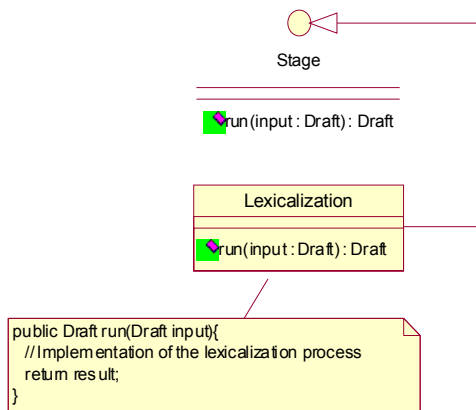 Stage
run(input : Draft) : Draft
Lexicalization
run(input : Draft) : Draft
public Draft run(Draft input){
// Implementation of the lexicalization process
return result;
}